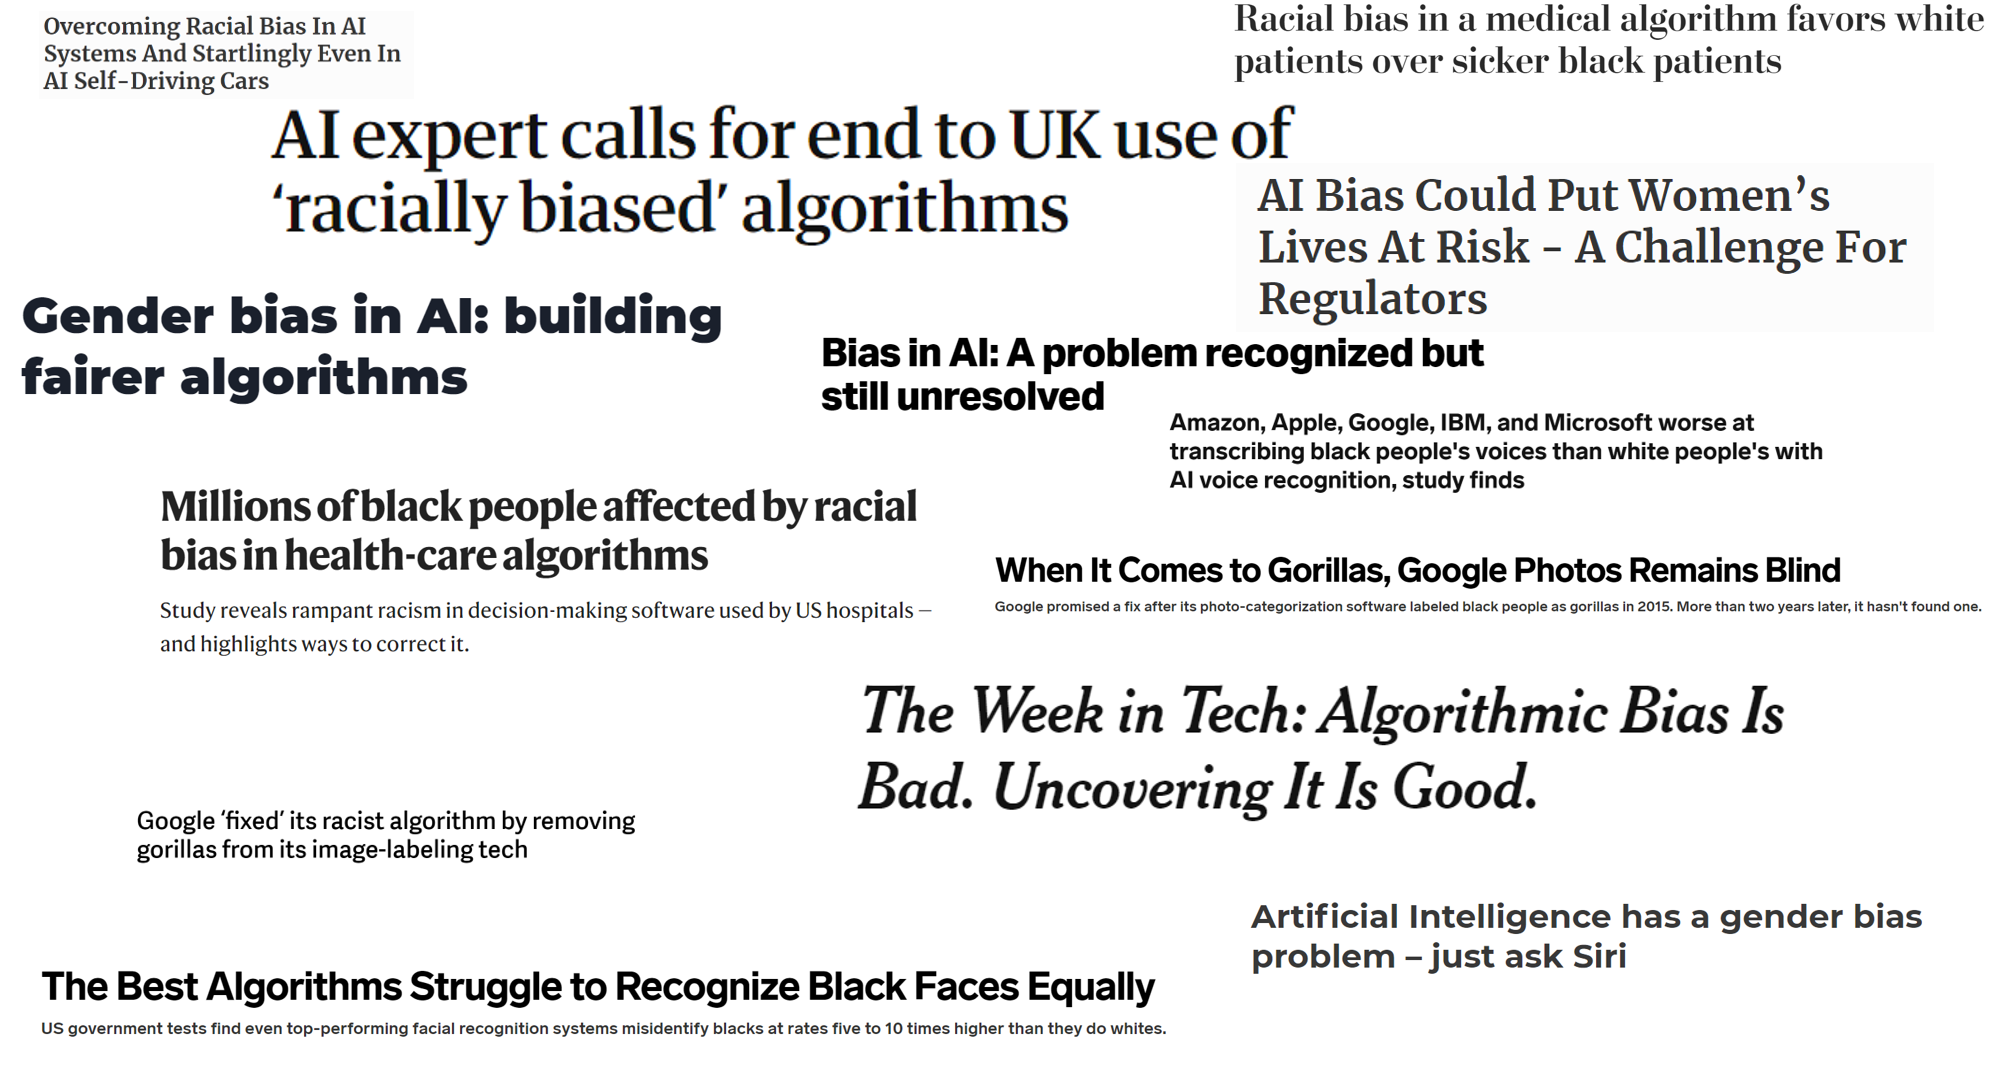 Overcoming Racial Bias In AI
Systems And Startlingly Even In
AI Self-Driving Cars
Racial bias in a medical algorithm favors white
patients over sicker black patients
AI expert calls for end to UK use of
‘racially biased’ algorithms
AI Bias Could Put Women’s
Lives At Risk - A Challenge For
Regulators
Gender bias in AI: building
fairer algorithms
Bias in AI: A problem recognized but
still unresolved
Amazon, Apple, Google, IBM, and Microsoft worse at
transcribing black people's voices than white people's with
AI voice recognition, study finds
Millions of black people affected by racial
bias in health-care algorithms
Study reveals rampant racism in decision-making software used by US hospitals —
and highlights ways to correct it.
When It Comes to Gorillas, Google Photos Remains Blind
Google promised a fix after its photo-categorization software labeled black people as gorillas in 2015. More than two years later, it hasn't found one.
The Week in Tech: Algorithmic Bias Is
Bad. Uncovering It Is Good.
Google ‘fixed’ its racist algorithm by removing
gorillas from its image-labeling tech
Artificial Intelligence has a gender bias
problem – just ask Siri
The Best Algorithms Struggle to Recognize Black Faces Equally
US government tests find even top-performing facial recognition systems misidentify blacks at rates five to 10 times higher than they do whites.